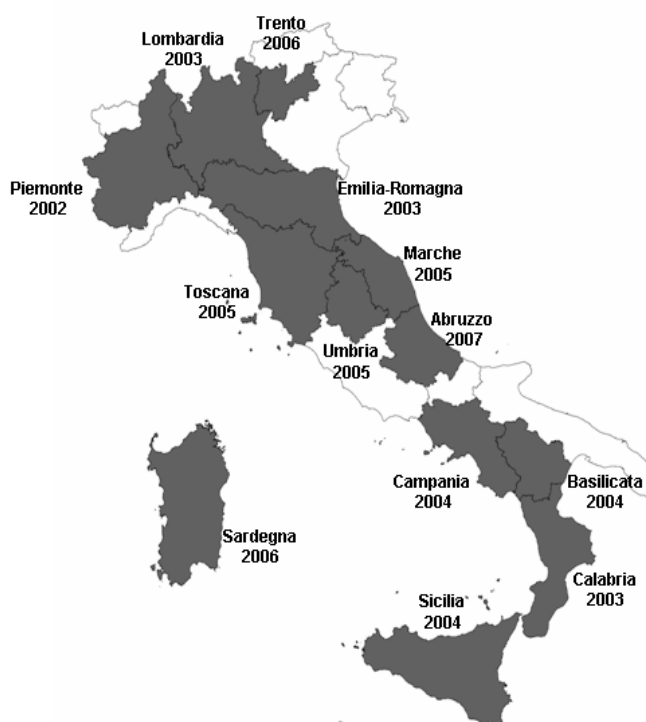 Trento
2006
Lombardia
2003
Piemonte
2002
Emilia-Romagna
2003
Marche
2005
Toscana
2005
Abruzzo
2007
Umbria
2005
Campania
2004
Basilicata
2004
Sardegna
2006
Calabria
2003
Sicilia
2004